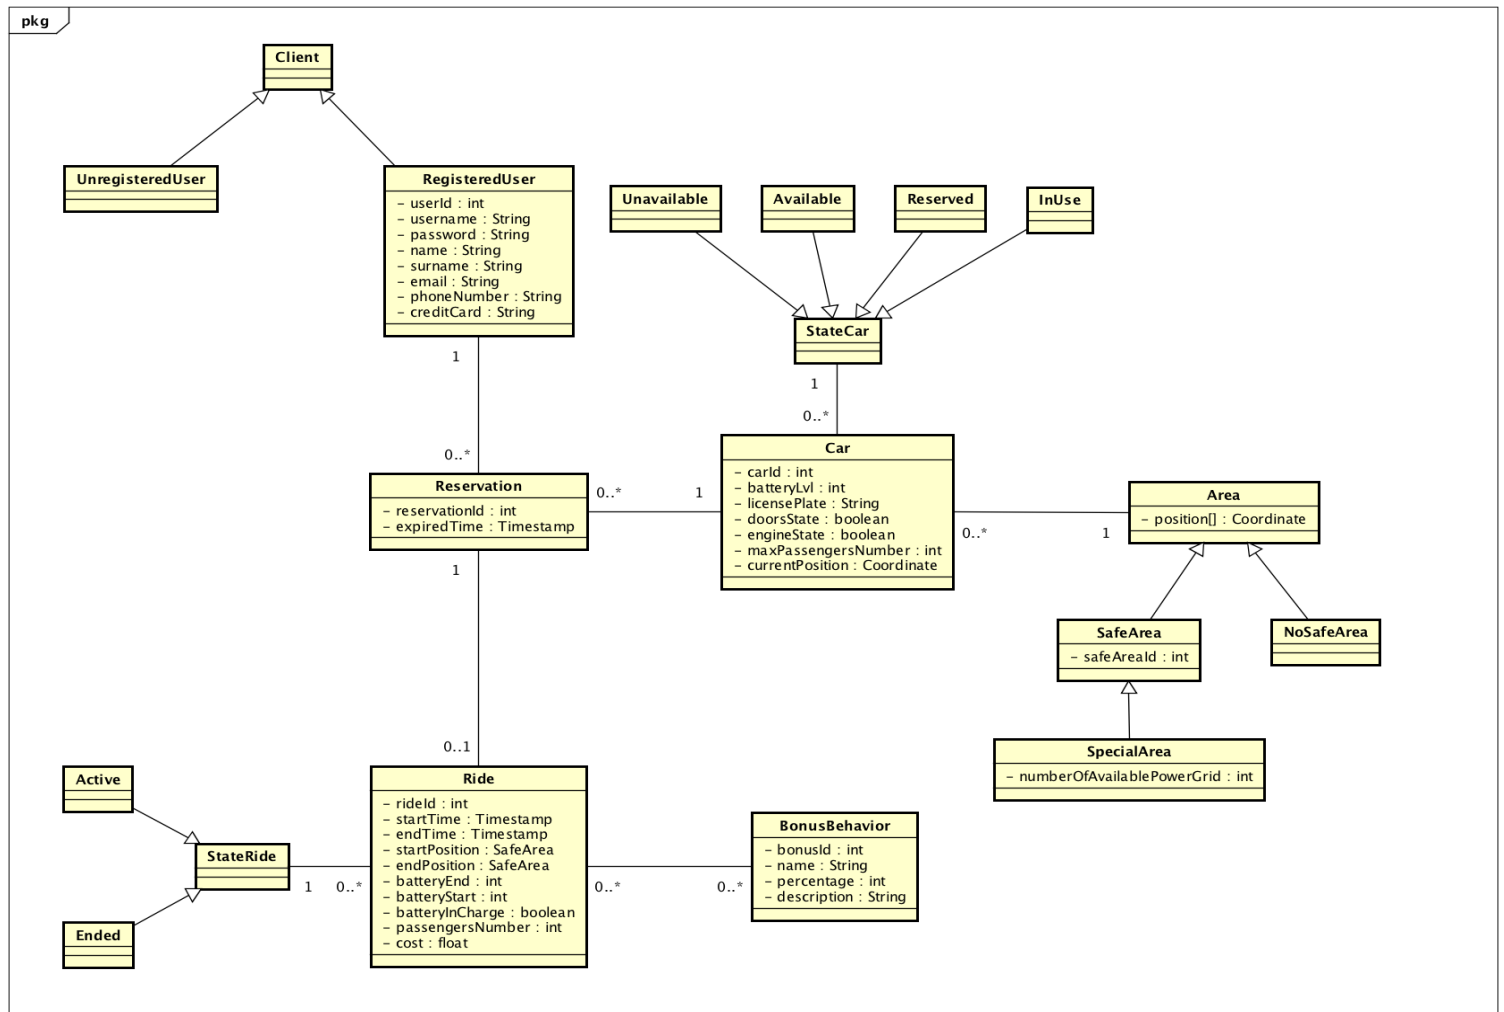 pkg
Client
UnregisteredUser
RegisteredUser
- userId : int
- username : String
- password : String
- name : String
- surname : String
- email : String
- phoneNumber : String
- creditCard : String
Unavailable
Available
Reserved
InUse
StateCar
1
0..*
1
0..*
Reservation
- reservationId : int
- expiredTime : Timestamp
0..*
1
Car
- carId : int
- batteryLvl : int
- licensePlate : String
- doorsState : boolean
- engineState : boolean
- maxPassengersNumber : int
- currentPosition : Coordinate
0..*
1
Area
- position[] : Coordinate
SafeArea
- safeAreaId : int
NoSafeArea
SpecialArea
- numberOfAvailablePowerGrid : int
1
0..1
Active
StateRide
Ended
1
0..*
Ride
- rideId : int
- startTime : Timestamp
- endTime : Timestamp
- startPosition : SafeArea
- endPosition : SafeArea
- batteryEnd : int
- batteryStart : int
- batteryInCharge : boolean
- passengersNumber : int
- cost : float
0..*
0..*
BonusBehavior
- bonusId : int
- name : String
- percentage : int
- description : String